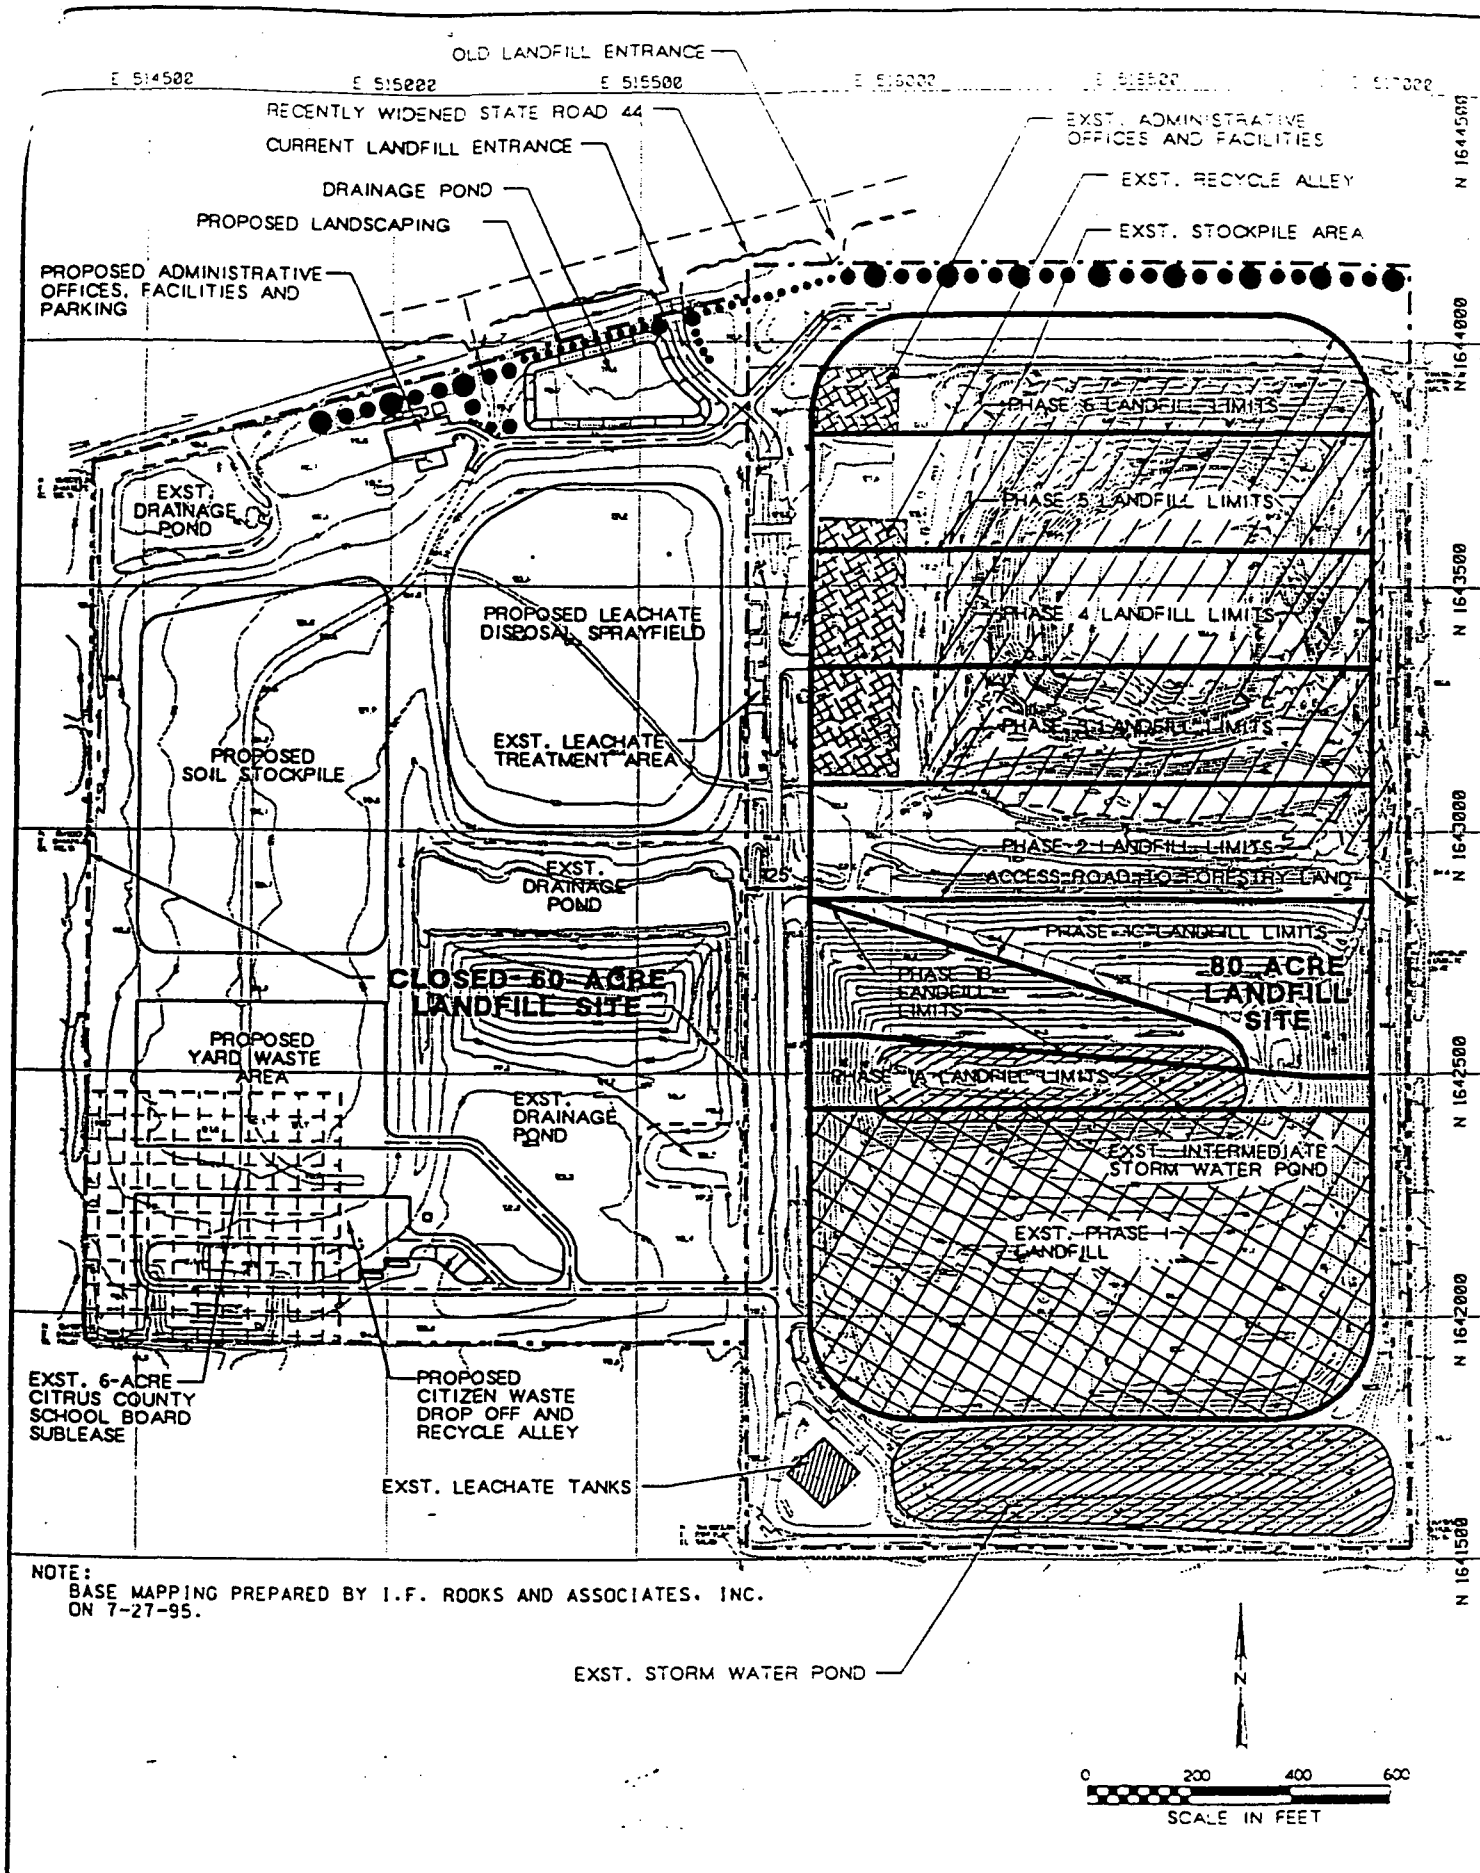 OLD LANDFILL ENTRANCE
E 514500
E 515000
E 515500
E 516000
E 516500
E 517000
RECENTLY WIDENED STATE ROAD 44
CURRENT LANDFILL ENTRANCE
DRAINAGE POND
PROPOSED LANDSCAPING
PROPOSED ADMINISTRATIVE
OFFICES, FACILITIES AND
PARKING
EXST. ADMINISTRATIVE
OFFICES AND FACILITIES
EXST. RECYCLE ALLEY
EXST. STOCKPILE AREA
N 1644500
N 1644000
N 1643500
N 1643000
N 1642500
N 1642000
N 1641500
PHASE 6 LANDFILL LIMITS
PHASE 5 LANDFILL LIMITS
PHASE 4 LANDFILL LIMITS
PHASE 3 LANDFILL LIMITS
PHASE 2 LANDFILL LIMITS
ACCESS ROAD TO FORESTRY LAND
PHASE 1C LANDFILL LIMITS
PHASE 1B
LANDFILL
LIMITS
80 ACRE
LANDFILL
SITE
PHASE 1A LANDFILL LIMITS
EXST. INTERMEDIATE
STORM WATER POND
EXST. PHASE 1
LANDFILL
EXST.
DRAINAGE
POND
PROPOSED LEACHATE
DISPOSAL SPRAYFIELD
EXST. LEACHATE
TREATMENT AREA
PROPOSED
SOIL STOCKPILE
EXST.
DRAINAGE
POND
125
CLOSED 60 ACRE
LANDFILL SITE
PROPOSED
YARD WASTE
AREA
EXST.
DRAINAGE
POND
EXST. 6-ACRE
CITRUS COUNTY
SCHOOL BOARD
SUBLEASE
PROPOSED
CITIZEN WASTE
DROP OFF AND
RECYCLE ALLEY
EXST. LEACHATE TANKS
NOTE:
BASE MAPPING PREPARED BY I.F. ROOKS AND ASSOCIATES, INC.
ON 7-27-95.
EXST. STORM WATER POND
N
0 200 400 600
SCALE IN FEET